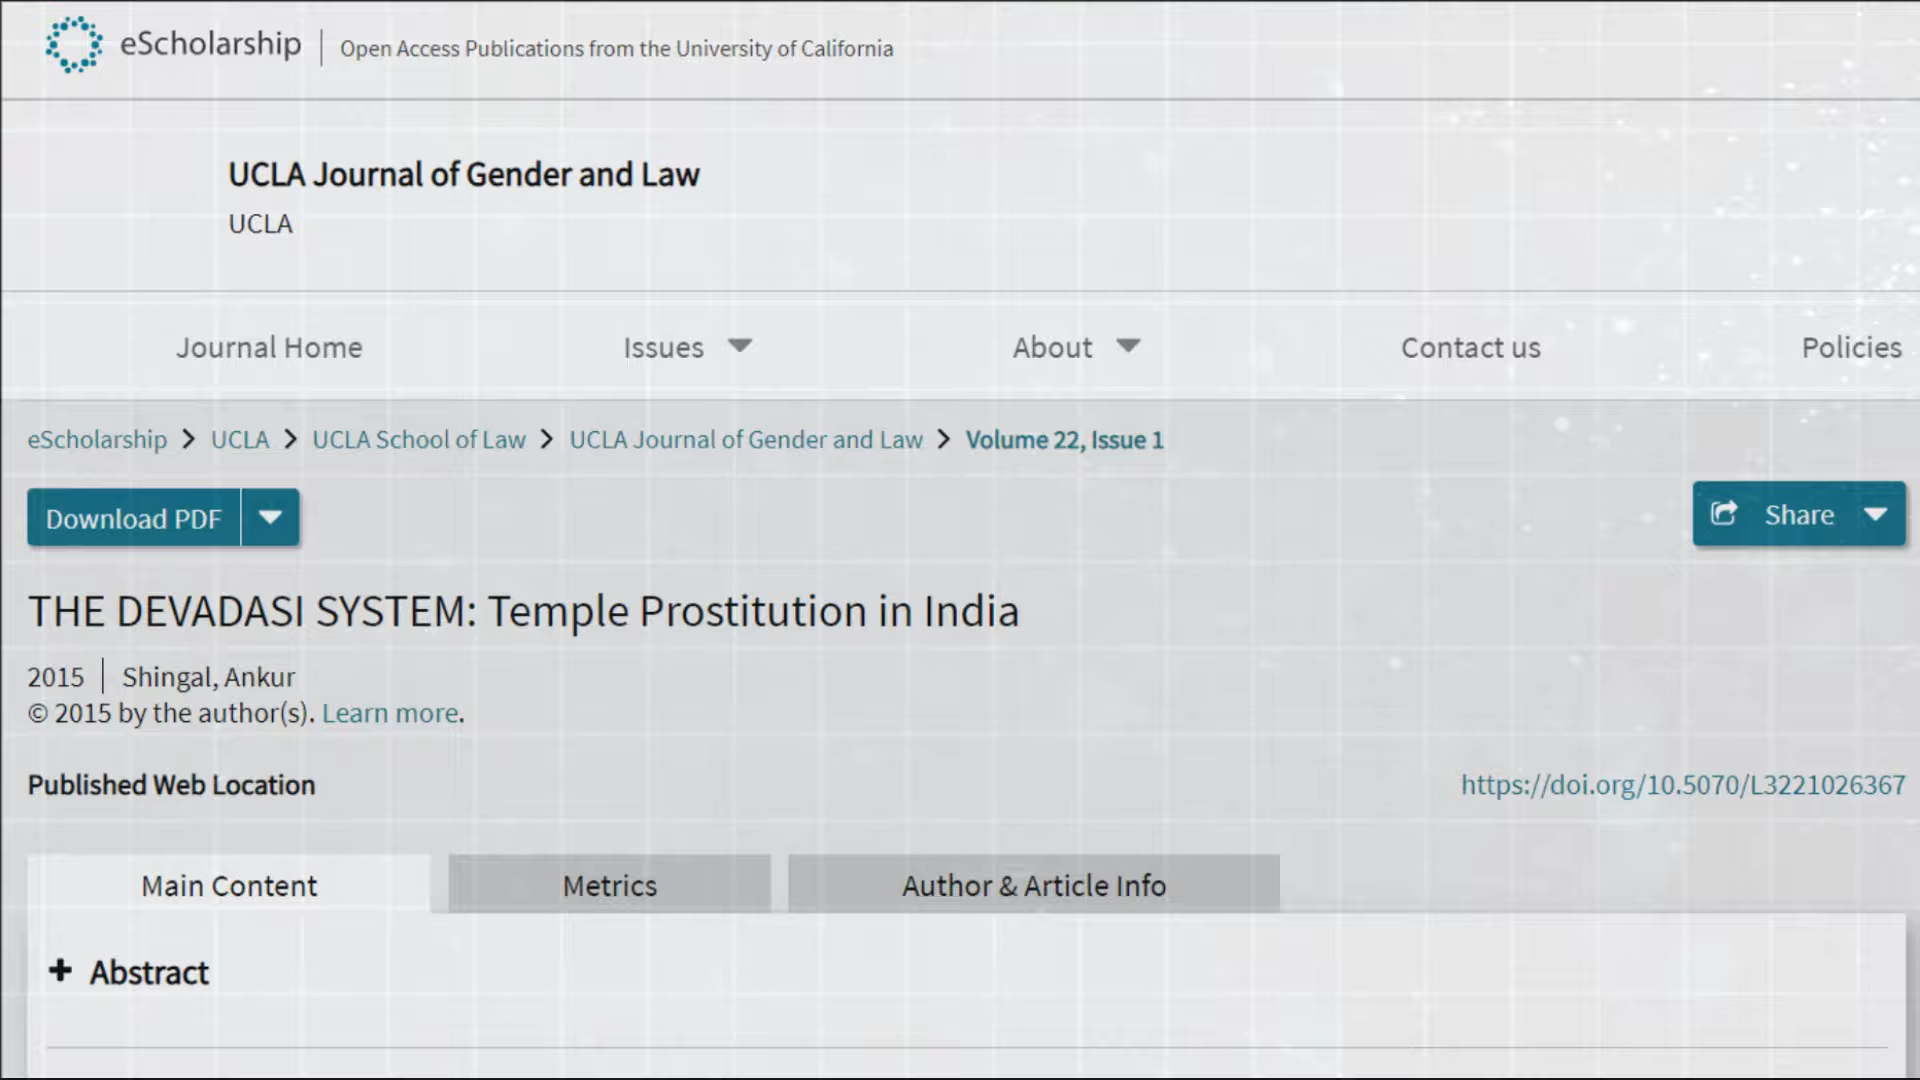 eScholarship
Open Access Publications from the University of California
UCLA Journal of Gender and Law
UCLA
Journal Home
Issues
About
Contact us
Policies
eScholarship > UCLA > UCLA School of Law > UCLA Journal of Gender and Law > Volume 22, Issue 1
Download PDF
Share
THE DEVADASI SYSTEM: Temple Prostitution in India
2015 | Shingal, Ankur
© 2015 by the author(s). Learn more.
Published Web Location
https://doi.org/10.5070/L3221026367
Main Content
Metrics
Author & Article Info
+ Abstract